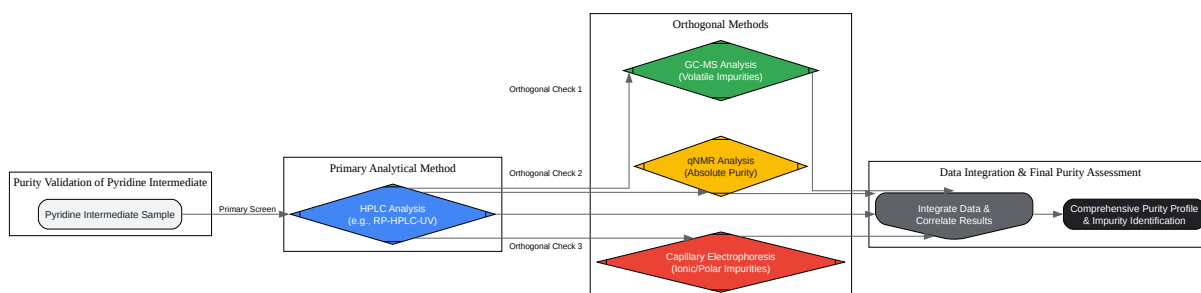 Purity Validation of Pyridine Intermediate
Pyridine Intermediate Sample
Primary Screen
Primary Analytical Method
HPLC Analysis
(e.g., RP-HPLC-UV)
Orthogonal Check 1
Orthogonal Check 2
Orthogonal Check 3
Orthogonal Methods
GC-MS Analysis
(Volatile Impurities)
qNMR Analysis
(Absolute Purity)
Capillary Electrophoresis
(Ionic/Polar Impurities)
Data Integration & Final Purity Assessment
Integrate Data &
Correlate Results
Comprehensive Purity Profile
& Impurity Identification